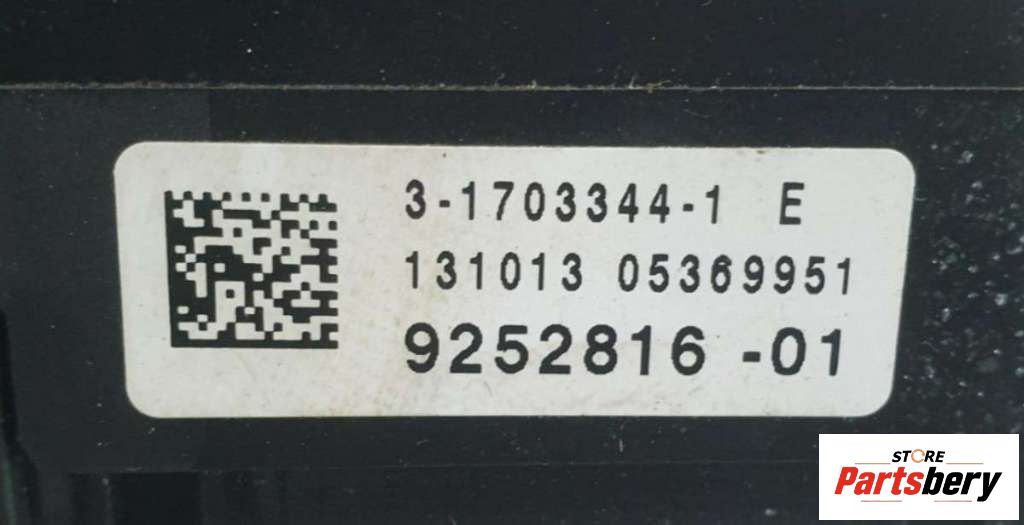 3-1703344-1 E
131013 05369951
9252816 -01
STORE
Partsbery